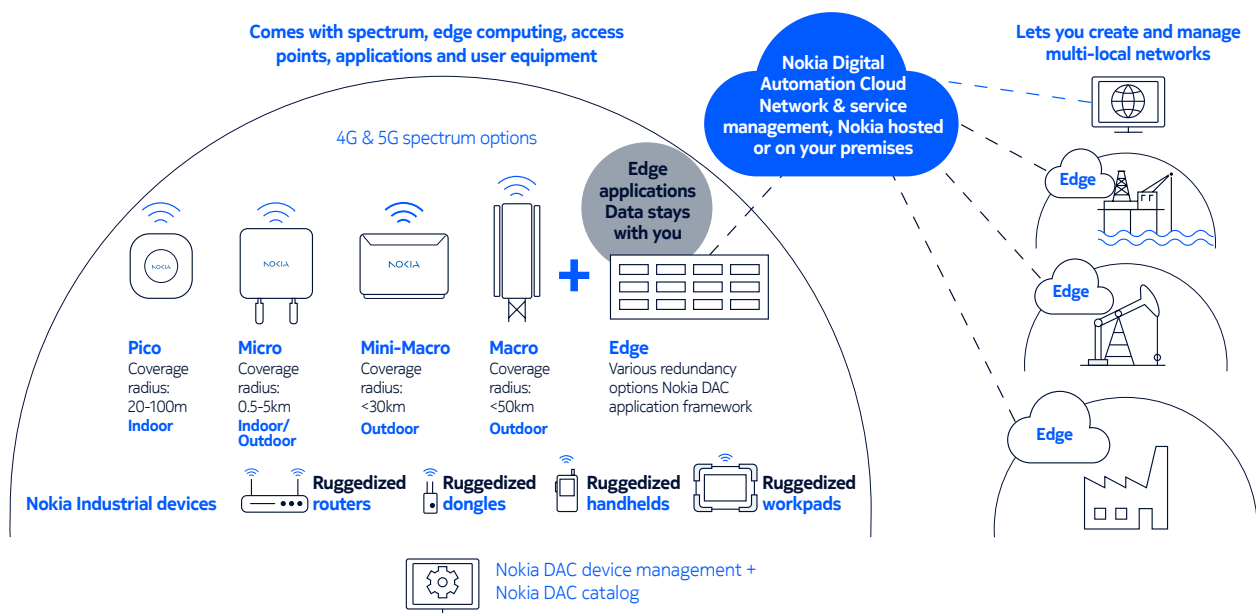 Comes with spectrum, edge computing, access
points, applications and user equipment
4G & 5G spectrum options
Nokia Digital
Automation Cloud
Network & service
management, Nokia hosted
or on your premises
Lets you create and manage
multi-local networks
Edge
applications
Data stays
with you
NOKIA
NOKIA
NOKIA
Pico
Coverage
radius:
20-100m
Indoor
Micro
Coverage
radius:
0.5-5km
Indoor/
Outdoor
Mini-Macro
Coverage
radius:
<30km
Outdoor
Macro
Coverage
radius:
<50km
Outdoor
Edge
Various redundancy
options Nokia DAC
application framework
Edge
Edge
Edge
Nokia Industrial devices
Ruggedized
routers
Ruggedized
dongles
Ruggedized
handhelds
Ruggedized
workpads
Nokia DAC device management +
Nokia DAC catalog